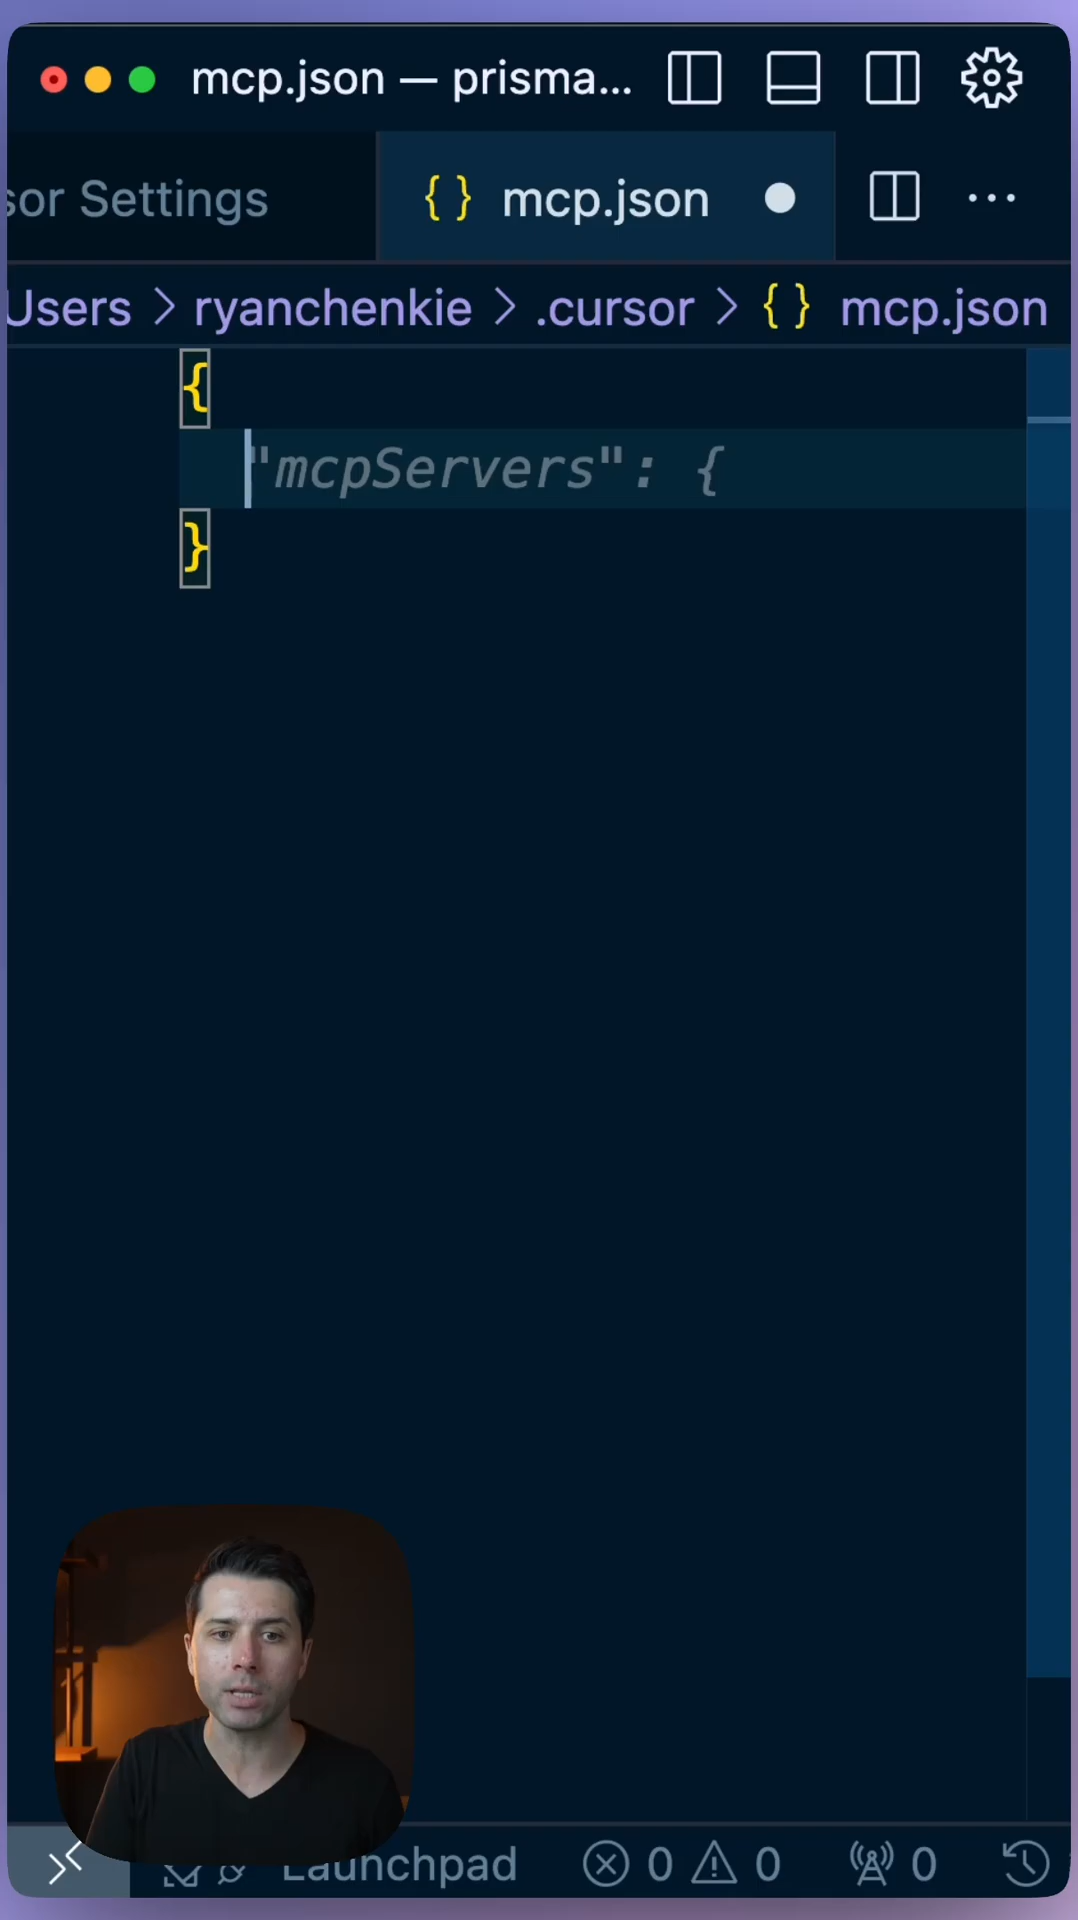 mcp.json — prisma...
sor Settings
{ } mcp.json
Users > ryanchenkie > .cursor > { } mcp.json
{
"mcpServers": {
}
Launchpad 0 0 0